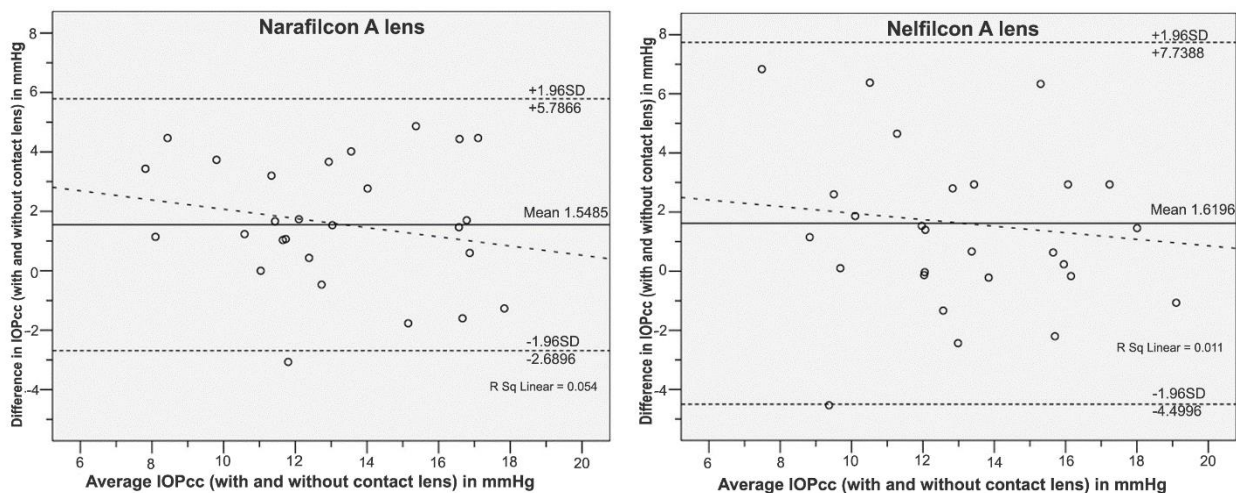 Narafilcon A lens
8
6
4
2
0
-2
-4
+1.96SD
+5.7866
Mean 1.5485
-1.96SD
-2.6896
R Sq Linear = 0.054
6 8 10 12 14 16 18 20
Difference in IOPcc (with and without contact lens) in mmHg
Average IOPcc (with and without contact lens) in mmHg
Nelfilcon A lens
8
6
4
2
0
-2
-4
+1.96SD
+7.7388
Mean 1.6196
R Sq Linear = 0.011
-1.96SD
-4.4996
6 8 10 12 14 16 18 20
Difference in IOPcc (with and without contact lens) in mmHg
Average IOPcc (with and without contact lens) in mmHg